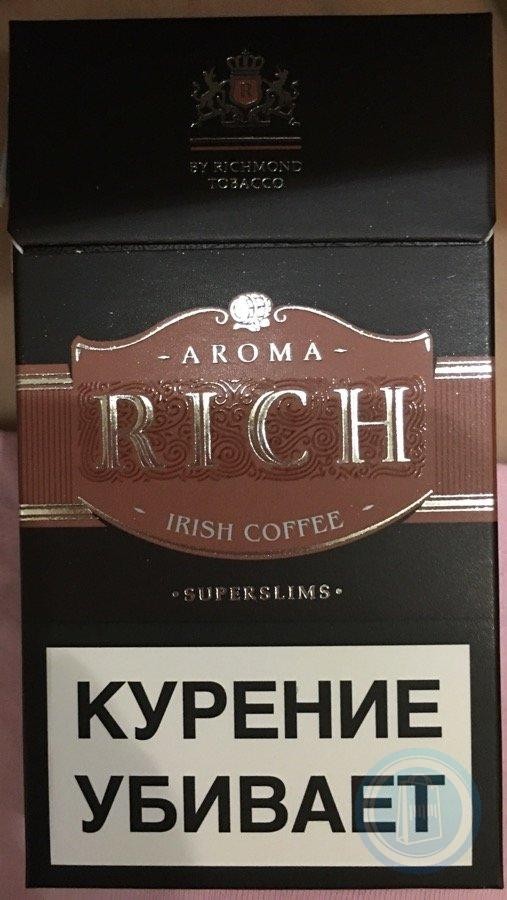 R
BY RICHMOND
TOBACCO
- AROMA -
RICH
- IRISH COFFEE -
•SUPERSLIMS•
КУРЕНИЕ
УБИВАЕТ